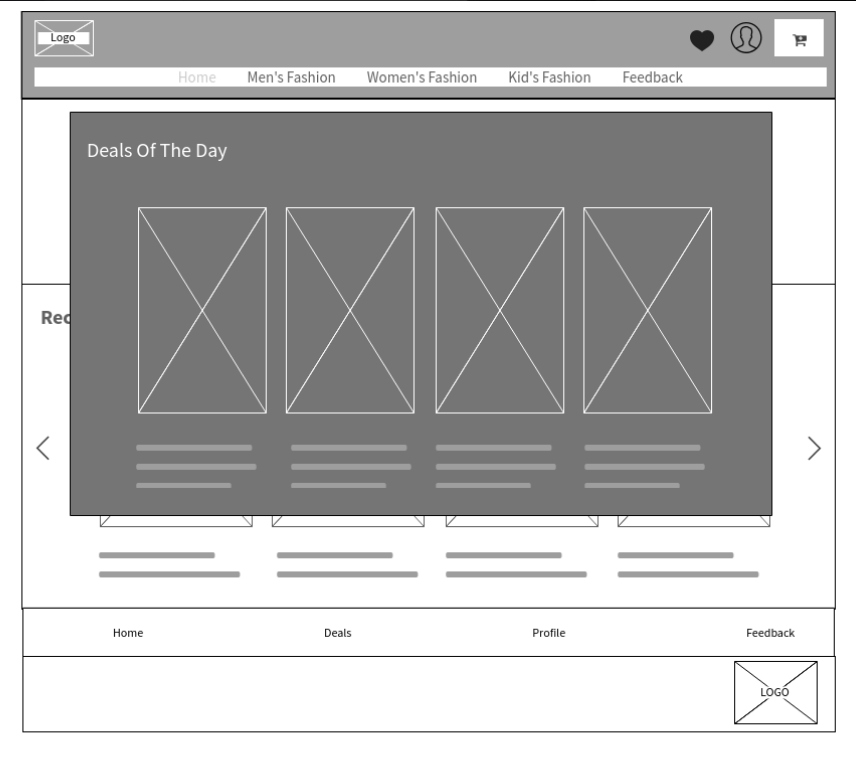 Logo
Home Men's Fashion Women's Fashion Kid's Fashion Feedback
Deals Of The Day
Home Deals Profile Feedback
LOGO